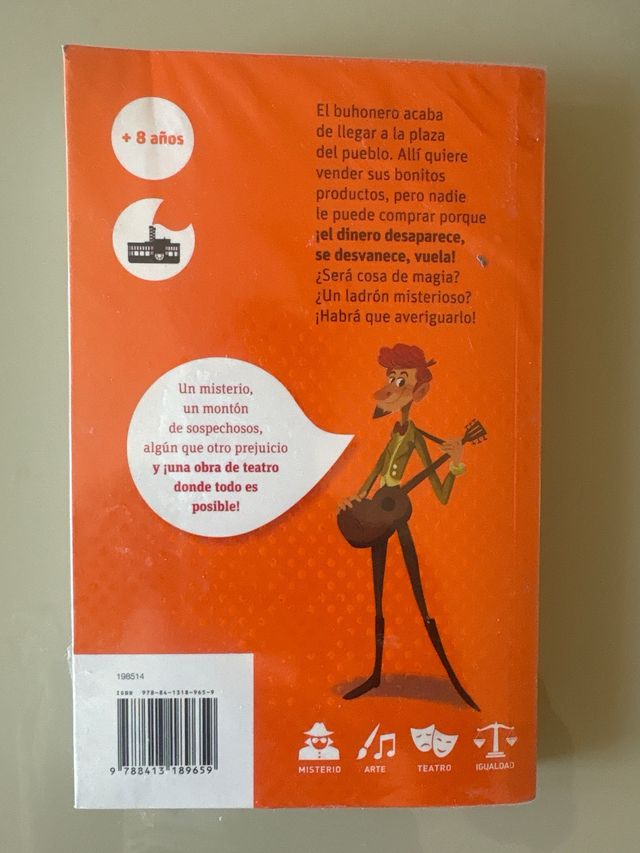 + 8 años
El buhonero acaba
de llegar a la plaza
del pueblo. Allí quiere
vender sus bonitos
productos, pero nadie
le puede comprar porque
¡el dinero desaparece,
se desvanece, vuela!
¿Será cosa de magia?
¿Un ladrón misterioso?
¡Habrá que averiguarlo!
Un misterio,
un montón
de sospechosos,
algún que otro prejuicio
y ¡una obra de teatro
donde todo es
posible!
198514
ISBN 978-84-1318-965-9
9 788413 189659
MISTERIO
ARTE
TEATRO
IGUALDAD